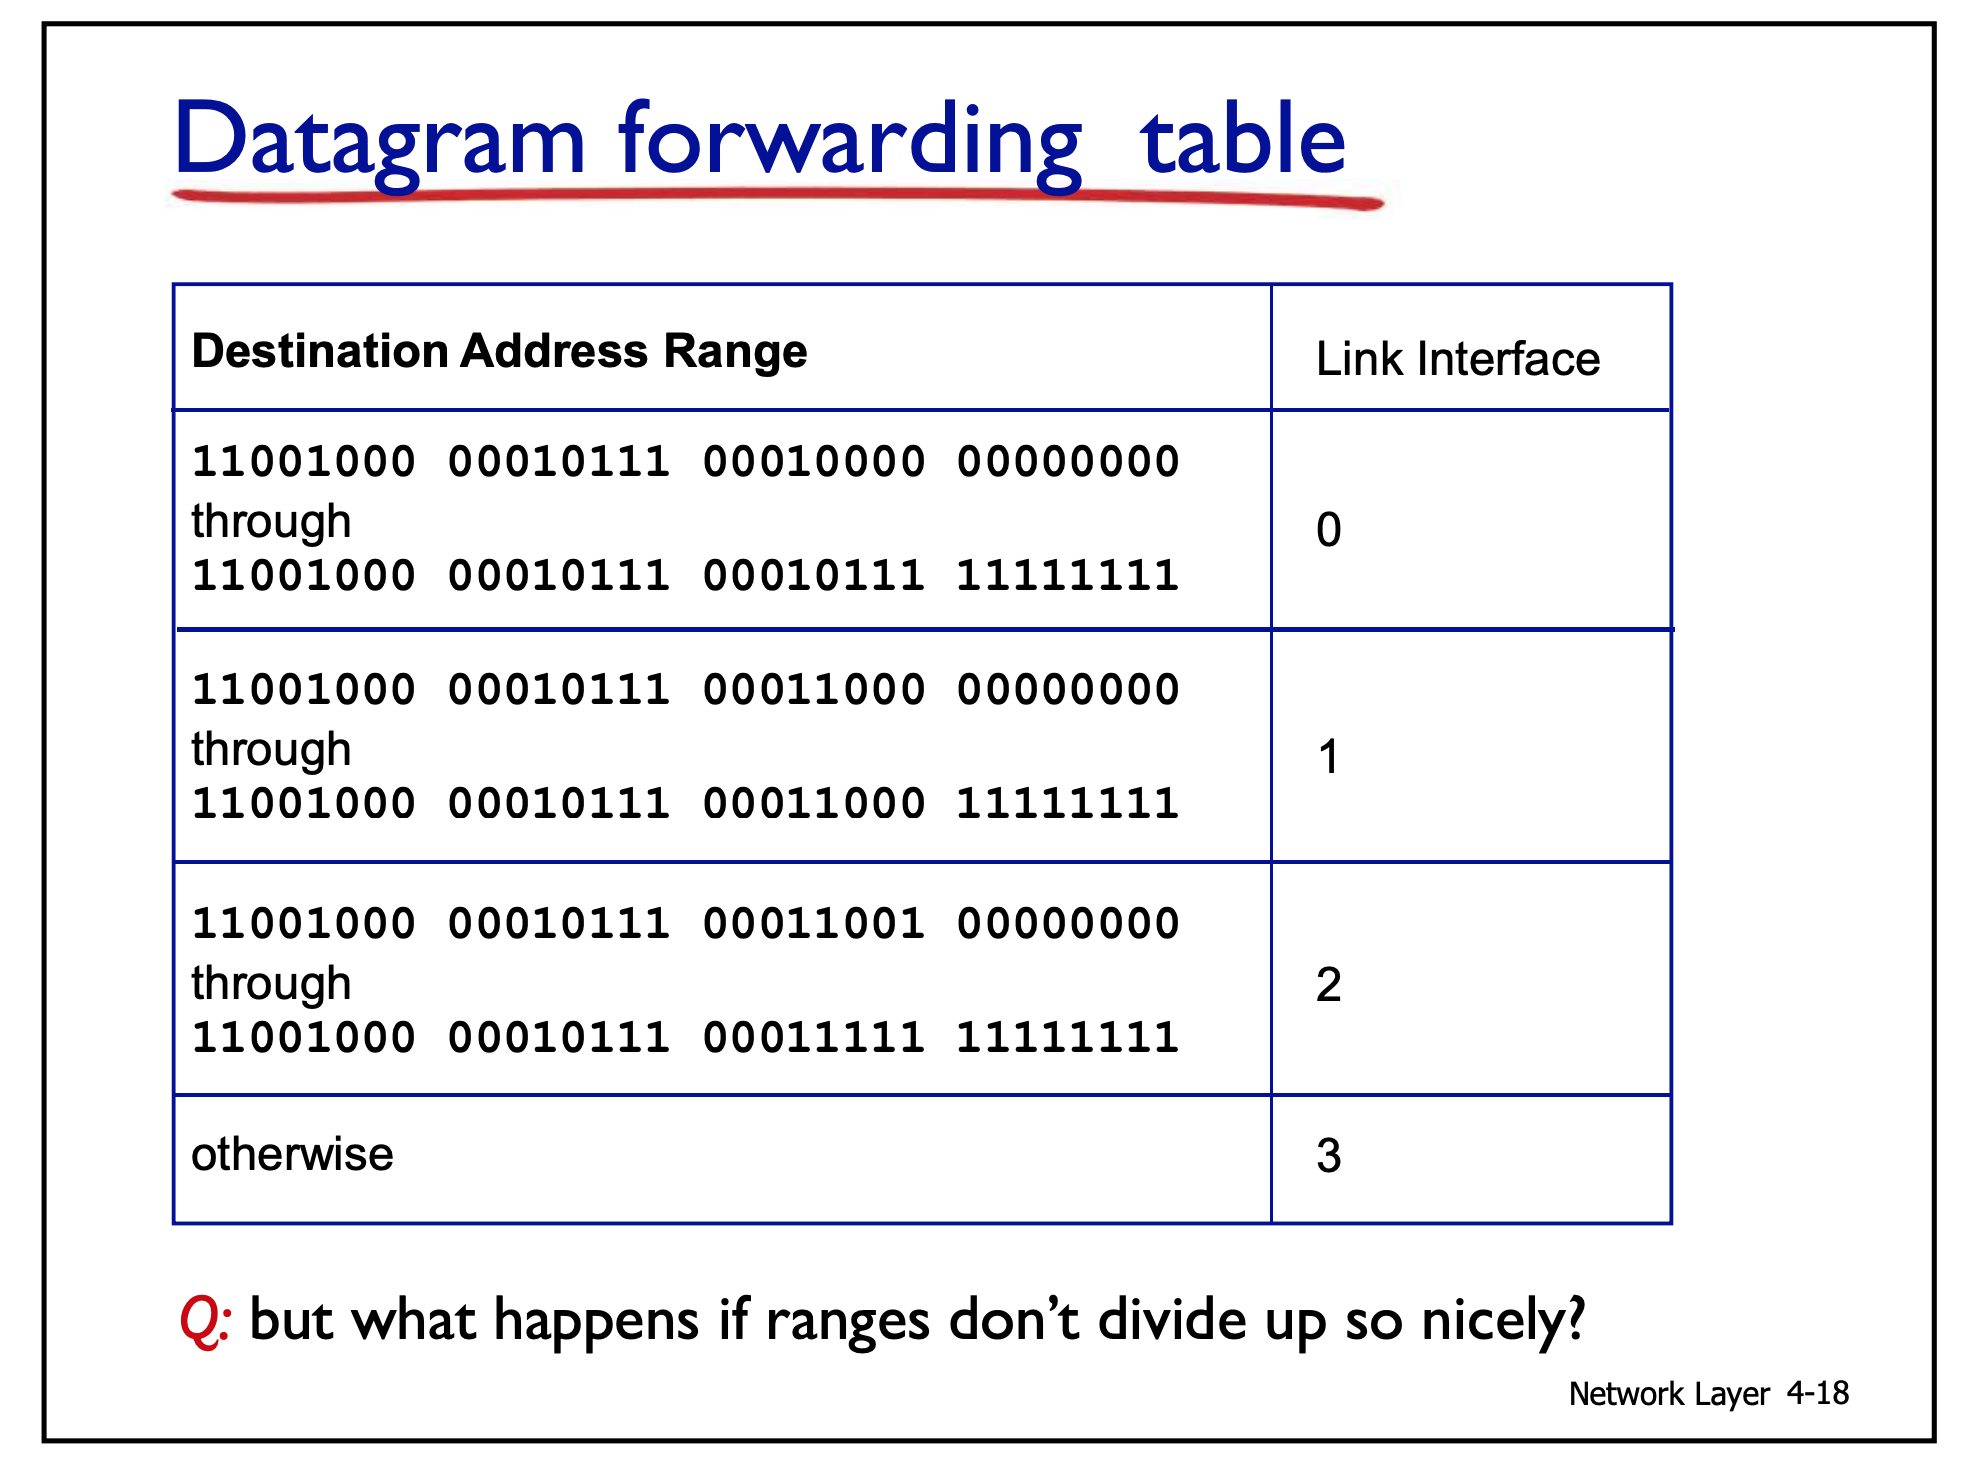 Datagram forwarding table
Destination Address Range Link Interface
11001000 00010111 00010000 00000000
through
11001000 00010111 00010111 11111111
0
11001000 00010111 00011000 00000000
through
11001000 00010111 00011000 11111111
1
11001000 00010111 00011001 00000000
through
11001000 00010111 00011111 11111111
2
otherwise 3
Q: but what happens if ranges don’t divide up so nicely?
Network Layer 4-18